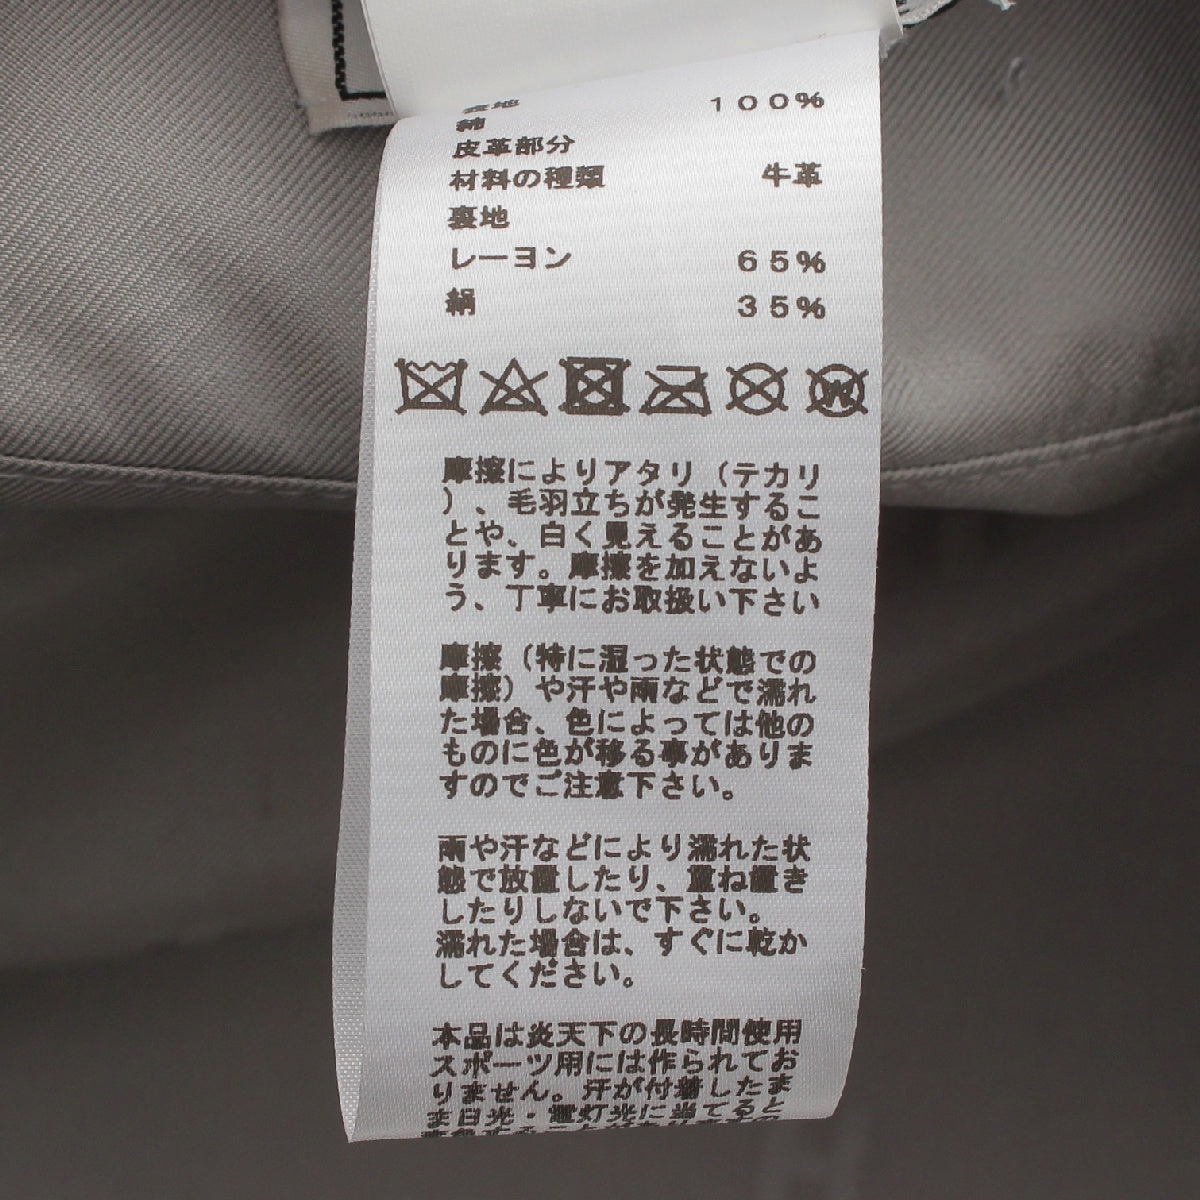 表地
綿 100%
皮革部分
材料の種類 牛革
裏地
レーヨン 65%
絹 35%
W
摩擦によりアタリ(テカリ
)、毛羽立ちが発生するこ
とや、白く見えることがあ
ります。摩擦を加えないよ
う、丁寧にお取扱い下さい
摩擦(特に湿った状態での
摩擦)や汗や雨などで濡れ
た場合、色によっては他の
ものに色が移る事がありま
すのでご注意下さい。
雨や汗などにより濡れた状
態で放置したり、重ね置き
したりしないで下さい。
濡れた場合は、すぐに乾か
してください。
本品は炎天下の長時間使用
スポーツ用には作られてお
りません。汗が付着したま
ま日光・電灯光に当てると